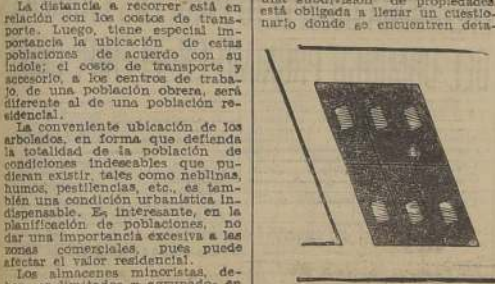 La distancia a recorrer está en
relación con los costos de trans-
porte. Luego, tiene especial im-
portancia la ubicación de estas
poblaciones de acuerdo con su
índole; el costo de transporte y
accesorio, a los centros de traba-
jo, de una población obrera, será
diferente al de una población re-
sidencial.
La conveniente ubicación de los
arbolados, en forma que defienda
la totalidad de la población de
condiciones indeseables que pu-
dieran existir, tales como neblinas,
humos, pestilencias, etc., es tam-
bién una condición urbanística in-
dispensable. Es interesante, en la
planificación de poblaciones, no
dar una importancia excesiva a las
zonas comerciales, pues puede
afectar el valor residencial.
Los almacenes minoristas, de-
subdivisión de propiedades
está obligada a llenar un cuestio-
nario donde se encuentren deta-